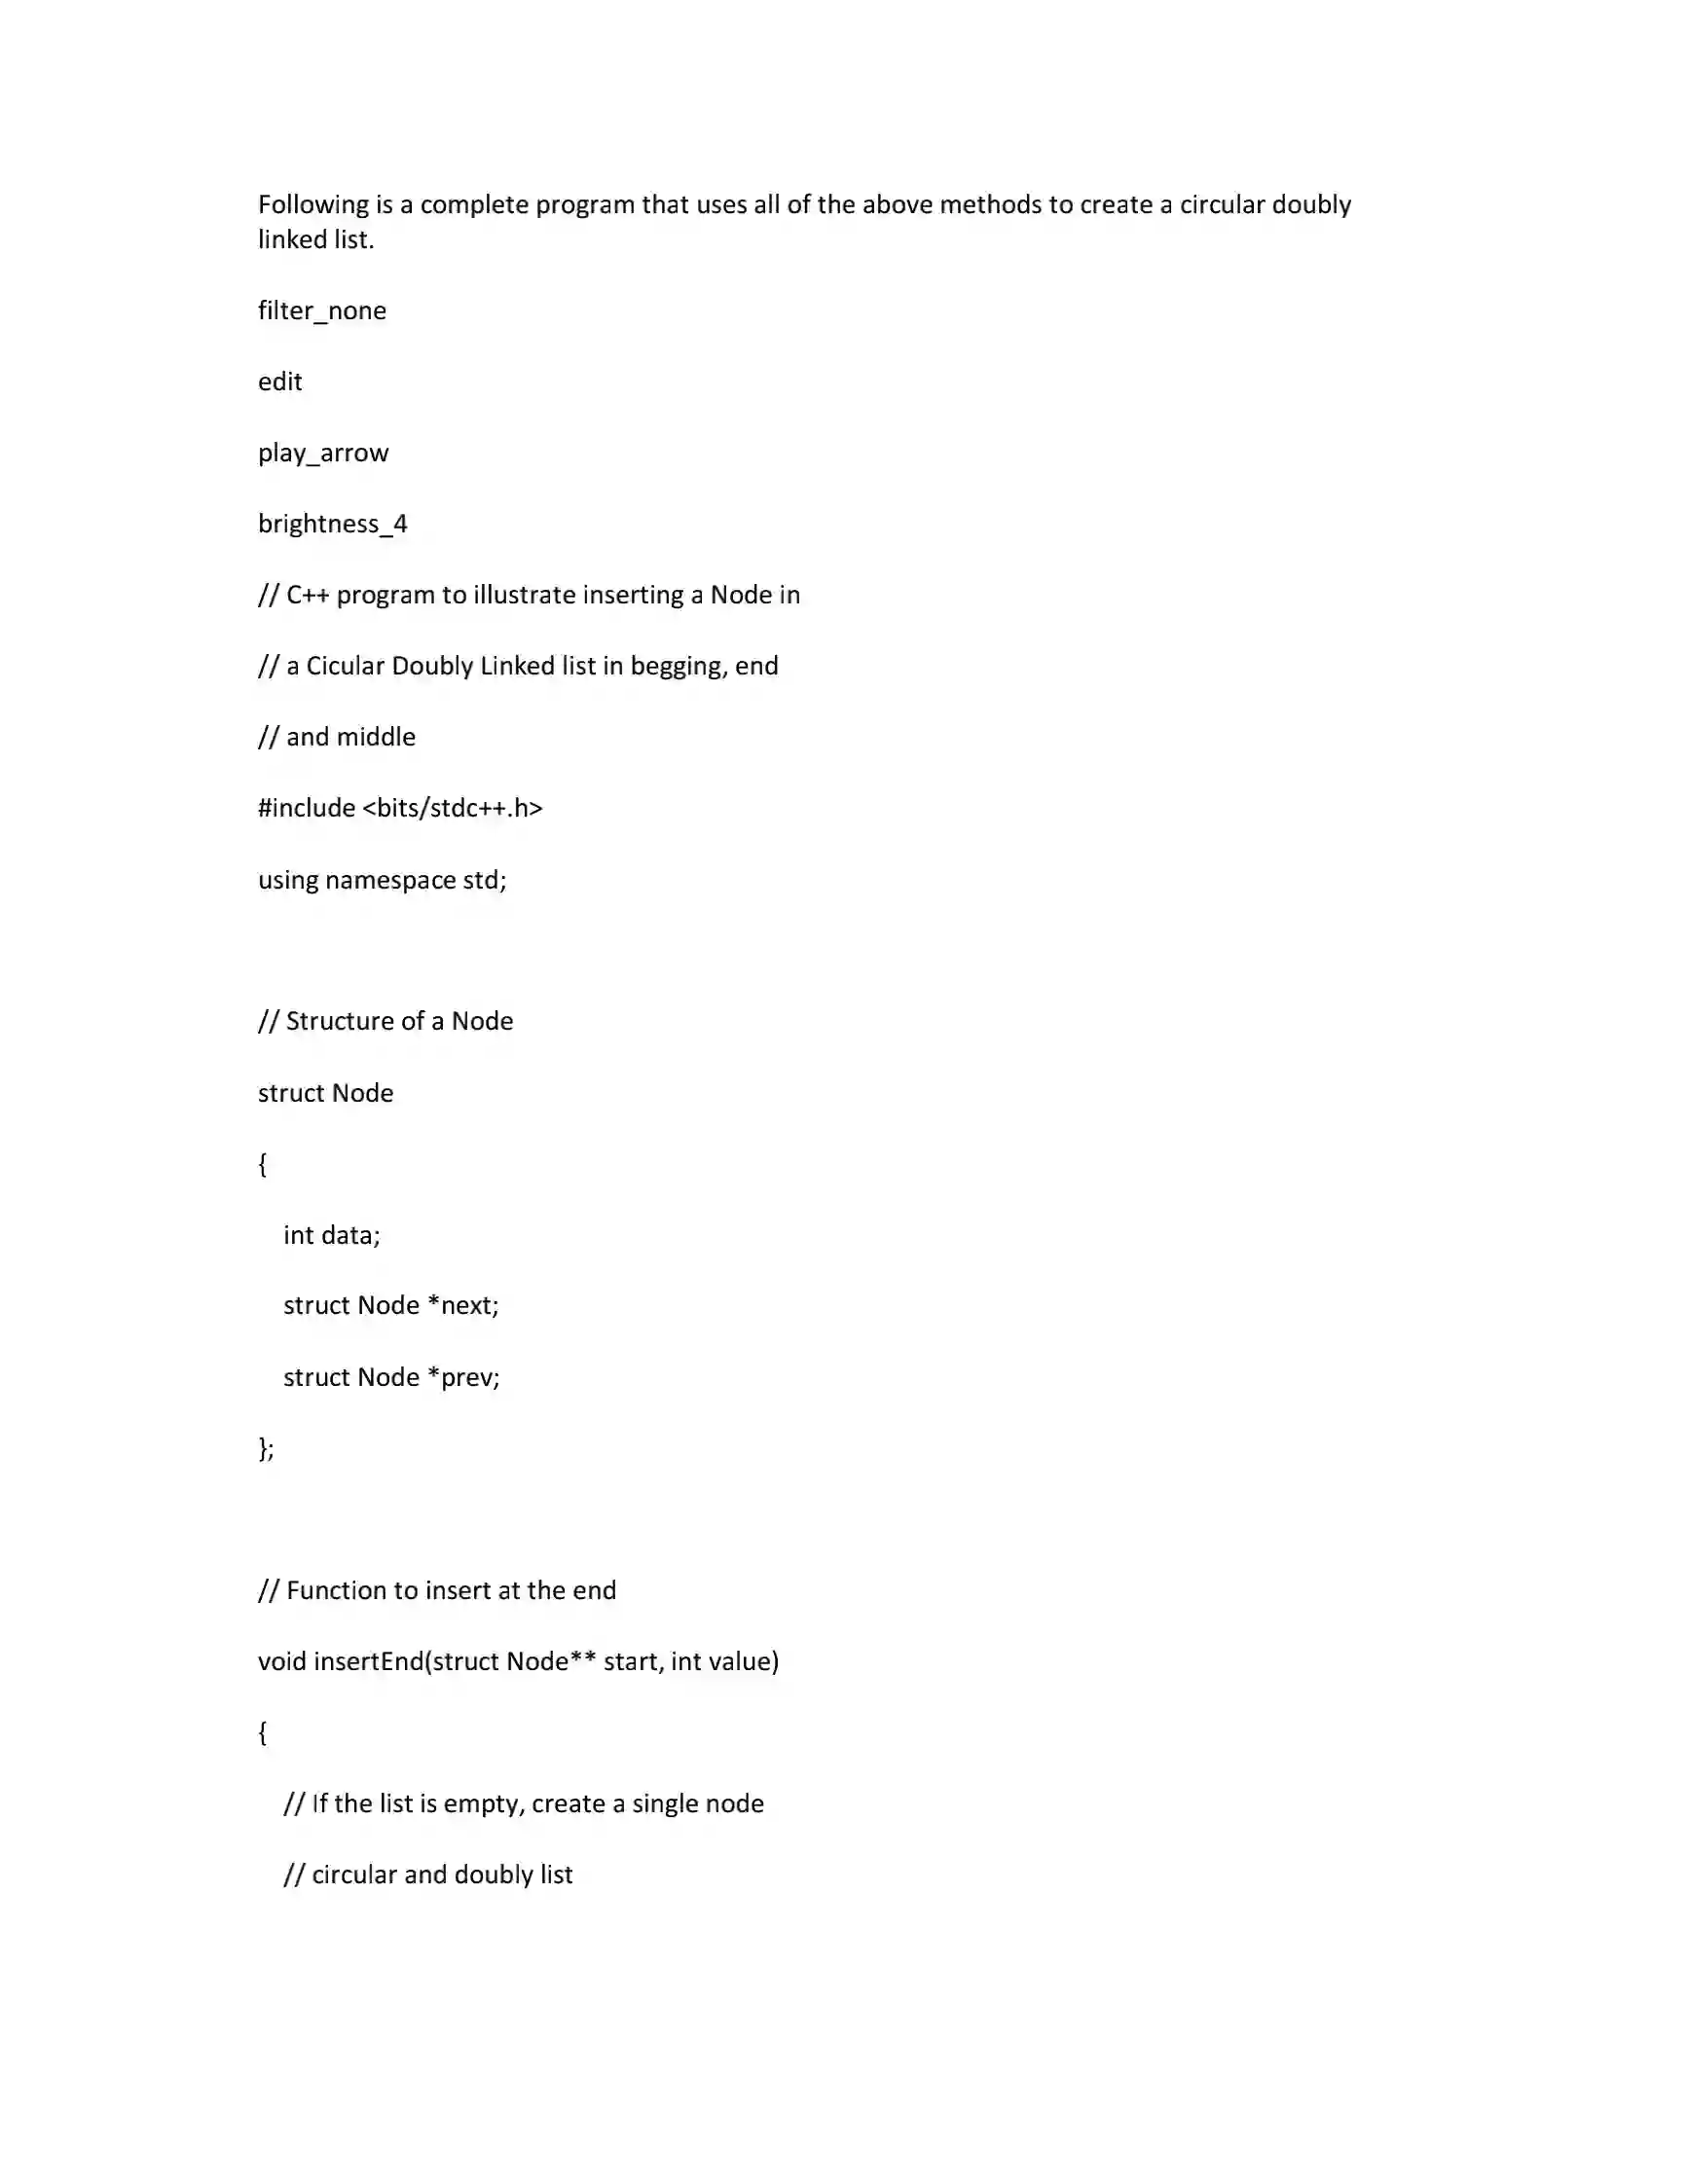 Following is a complete program that uses all of the above methods to create a circular doubly
linked list.
filter_none
edit
play_arrow
brightness_4
// C++ program to illustrate inserting a Node in
// a Cicular Doubly Linked list in begging, end
// and middle
#include <bits/stdc++.h>
using namespace std;
// Structure of a Node
struct Node
{
int data;
struct Node *next;
struct Node *prev;
};
// Function to insert at the end
void insertEnd(struct Node** start, int value)
{
// If the list is empty, create a single node
// circular and doubly list